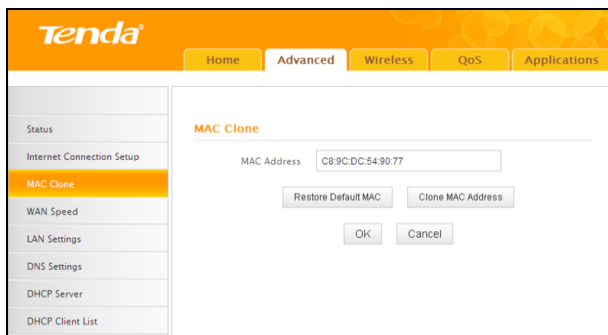 Tenda
Home Advanced Wireless QoS Applications
Status
Internet Connection Setup
MAC Clone
WAN Speed
LAN Settings
DNS Settings
DHCP Server
DHCP Client List
MAC Clone
MAC Address C8:9C:DC:54:90:77
Restore Default MAC Clone MAC Address
OK Cancel